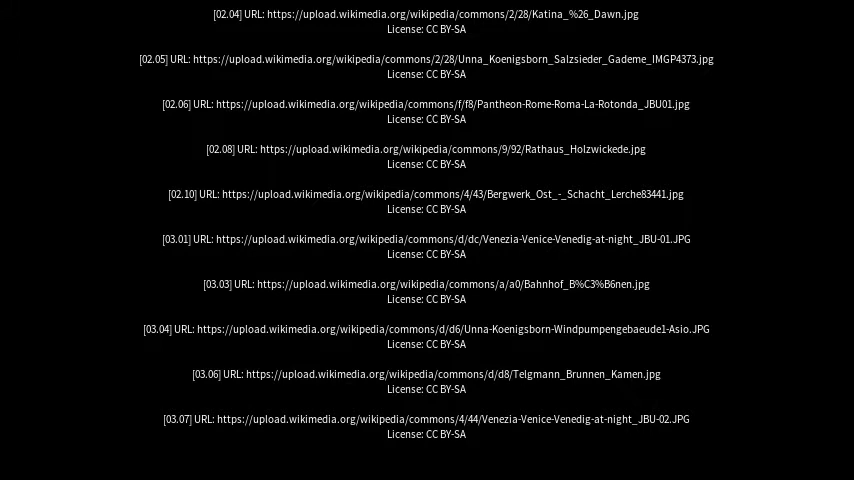 [02.04] URL: https://upload.wikimedia.org/wikipedia/commons/2/28/Katina_%26_Dawn.jpg
License: CC BY-SA
[02.05] URL: https://upload.wikimedia.org/wikipedia/commons/2/28/Unna_Koenigsborn_Salzsieder_Gademe_IMGP4373.jpg
License: CC BY-SA
[02.06] URL: https://upload.wikimedia.org/wikipedia/commons/f/f8/Pantheon-Rome-Roma-La-Rotonda_JBU01.jpg
License: CC BY-SA
[02.08] URL: https://upload.wikimedia.org/wikipedia/commons/9/92/Rathaus_Holzwickede.jpg
License: CC BY-SA
[02.10] URL: https://upload.wikimedia.org/wikipedia/commons/4/43/Bergwerk_Ost_-_Schacht_Lerche83441.jpg
License: CC BY-SA
[03.01] URL: https://upload.wikimedia.org/wikipedia/commons/d/dc/Venezia-Venice-Venedig-at-night_JBU-01.JPG
License: CC BY-SA
[03.03] URL: https://upload.wikimedia.org/wikipedia/commons/a/a0/Bahnhof_B%C3%B6nen.jpg
License: CC BY-SA
[03.04] URL: https://upload.wikimedia.org/wikipedia/commons/d/d6/Unna-Koenigsborn-Windpumpengebaeude1-Asio.JPG
License: CC BY-SA
[03.06] URL: https://upload.wikimedia.org/wikipedia/commons/d/d8/Telgmann_Brunnen_Kamen.jpg
License: CC BY-SA
[03.07] URL: https://upload.wikimedia.org/wikipedia/commons/4/44/Venezia-Venice-Venedig-at-night_JBU-02.JPG
License: CC BY-SA